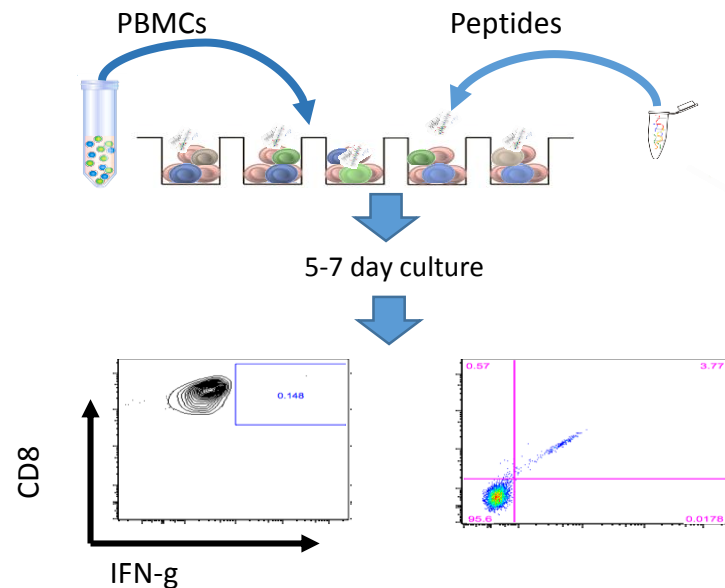 PBMCs
Peptides
5-7 day culture
0.148
0.57
3.77
95.6
0.0178
CD8
IFN-g